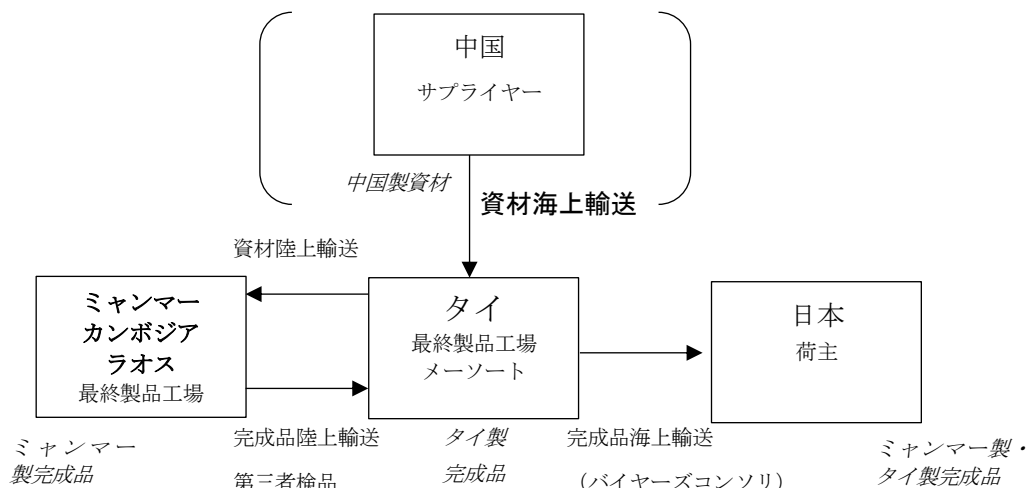 中国
サプライヤー
中国製資材
資材海上輸送
資材陸上輸送
ミャンマー
カンボジア
ラオス
最終製品工場
タイ
最終製品工場
メーソート
日本
荷主
ミャンマー
製完成品
完成品陸上輸送
第三者検品
タイ製
完成品
完成品海上輸送
（バイヤーズコンソリ）
ミャンマー製・
タイ製完成品